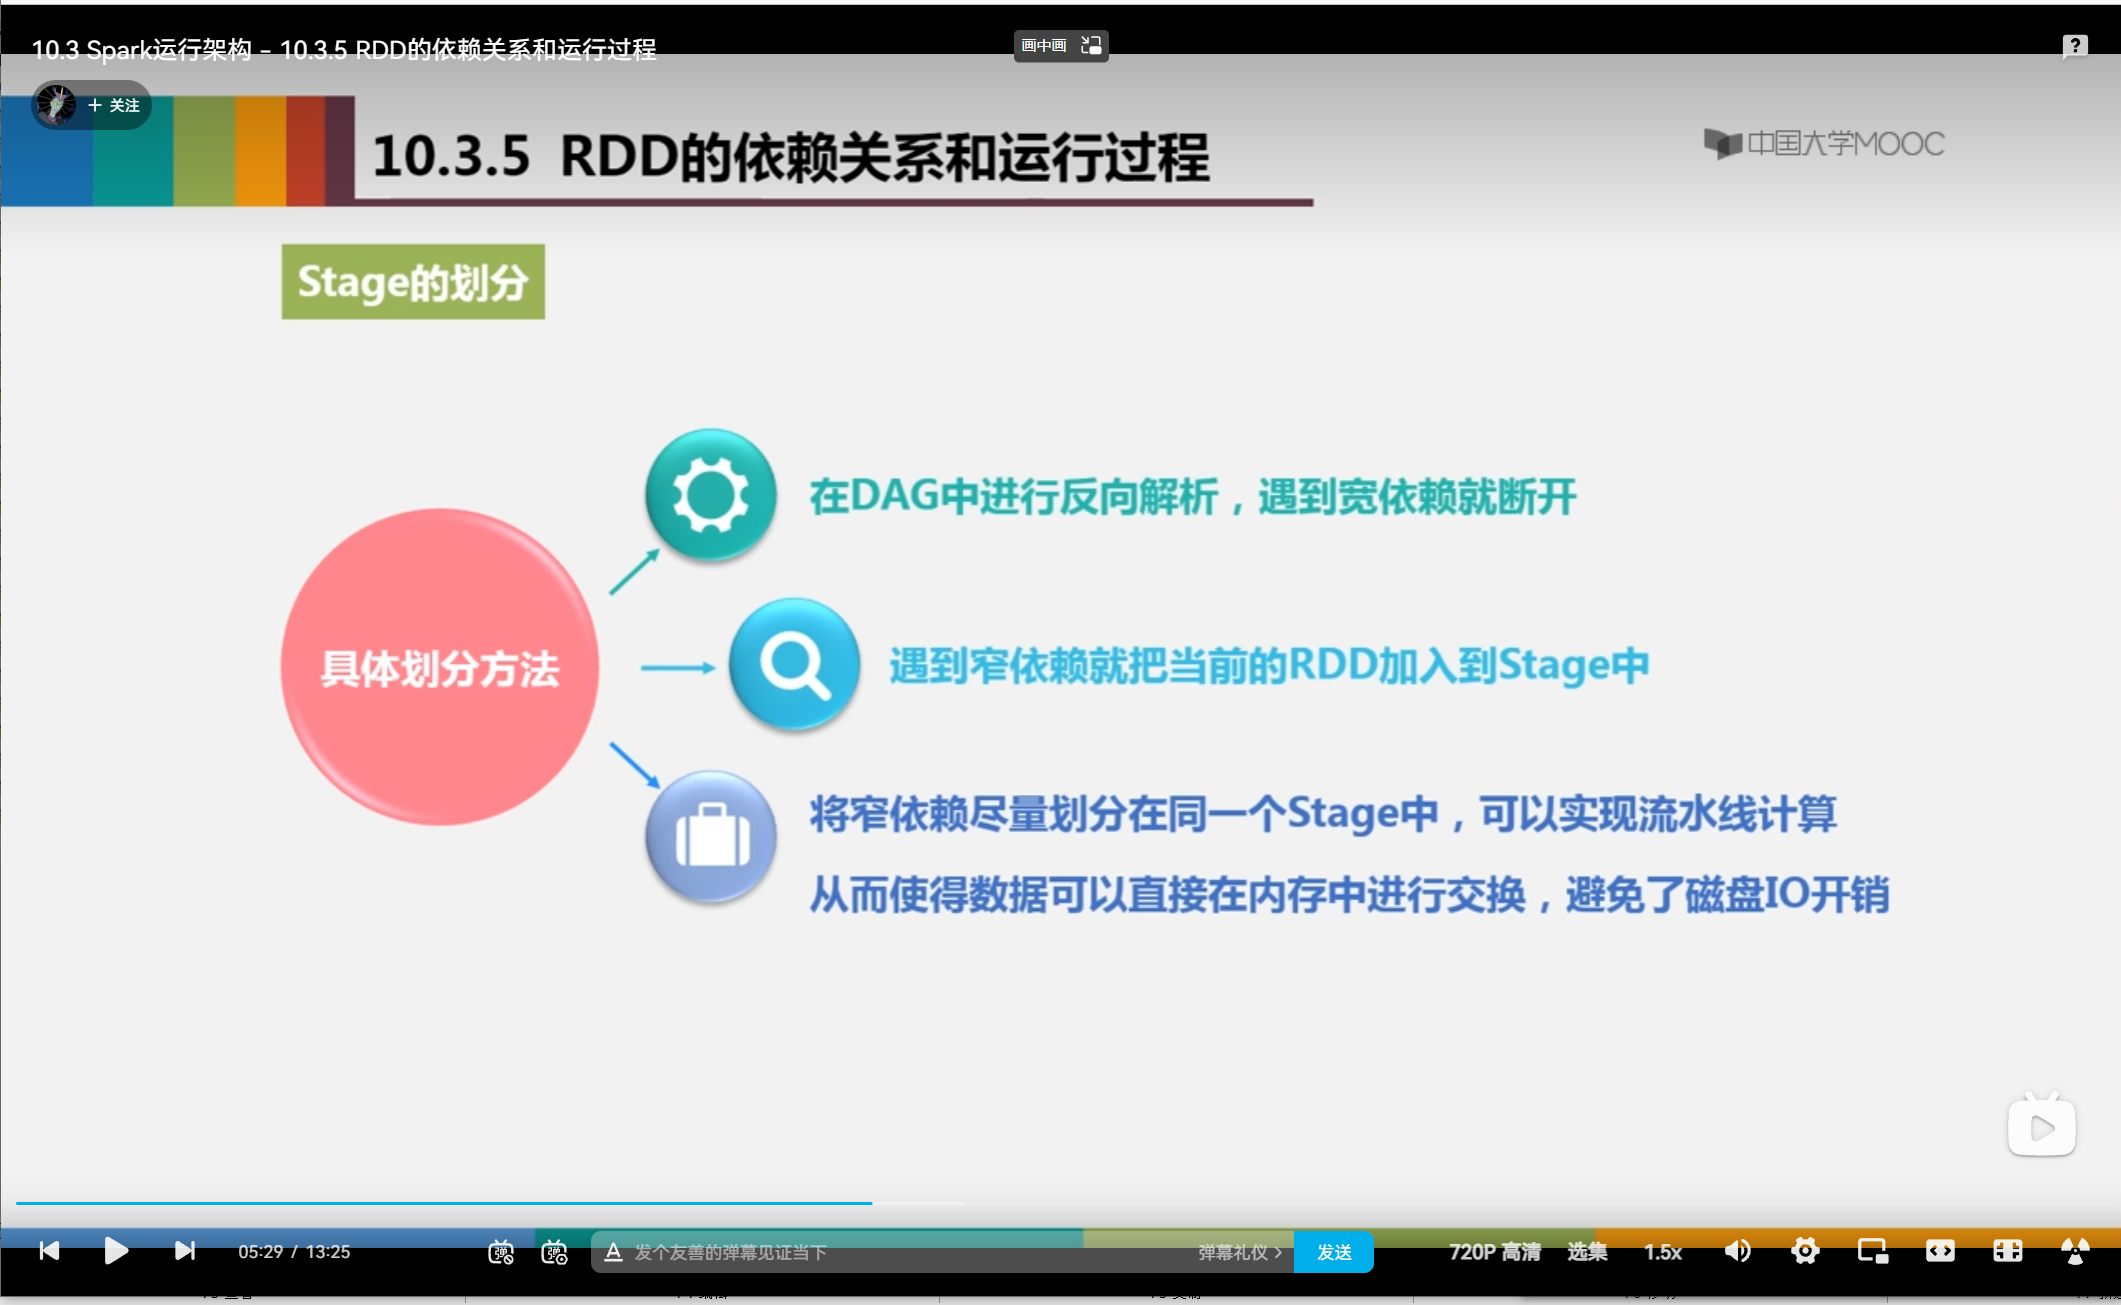 10.3 Spark运行架构 - 10.3.5 RDD的依赖关系和运行过程
画中画
?
+ 关注
10.3.5 RDD的依赖关系和运行过程
中国大学MOOC
Stage的划分
具体划分方法
在DAG中进行反向解析，遇到宽依赖就断开
遇到窄依赖就把当前的RDD加入到Stage中
将窄依赖尽量划分在同一个Stage中，可以实现流水线计算
从而使得数据可以直接在内存中进行交换，避免了磁盘IO开销
05:29 / 13:25
弹
弹
A 发个友善的弹幕见证当下
弹幕礼仪 >
发送
720P 高清
选集
1.5x